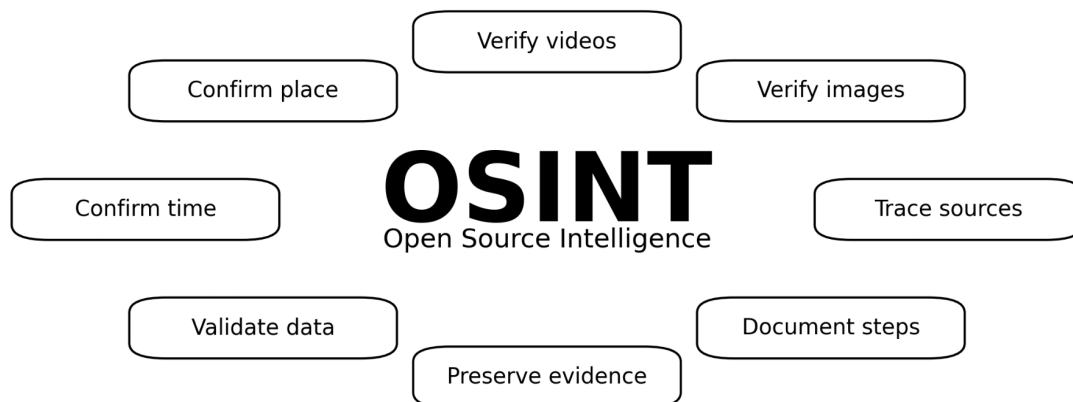 Verify videos
Confirm place
Verify images
OSINT
Open Source Intelligence
Confirm time
Trace sources
Validate data
Document steps
Preserve evidence